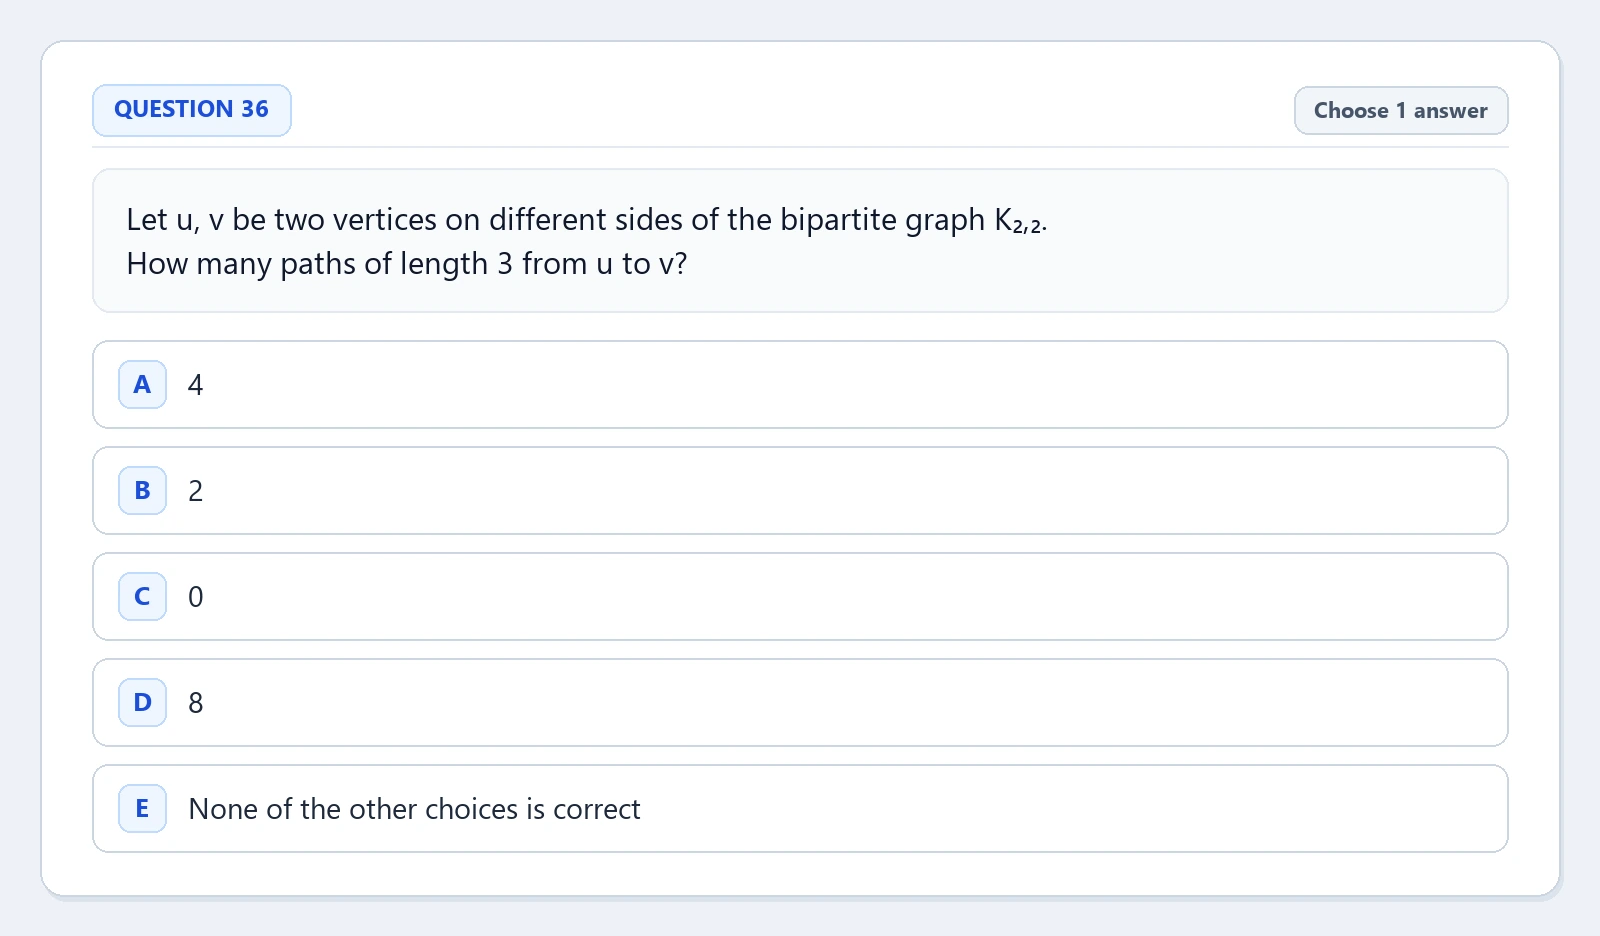 QUESTION 36
Choose 1 answer
Let u, v be two vertices on different sides of the bipartite graph K₂,₂.
How many paths of length 3 from u to v?
A 4
B 2
C 0
D 8
E None of the other choices is correct